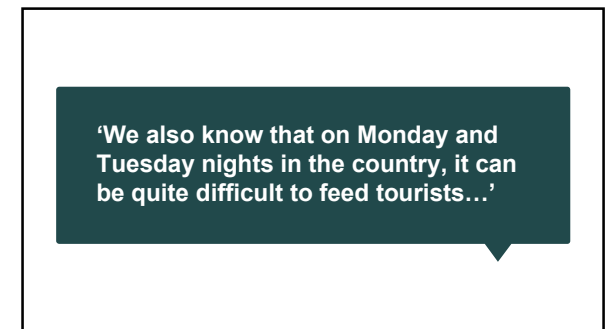 ‘We also know that on Monday and
Tuesday nights in the country, it can
be quite difficult to feed tourists…’